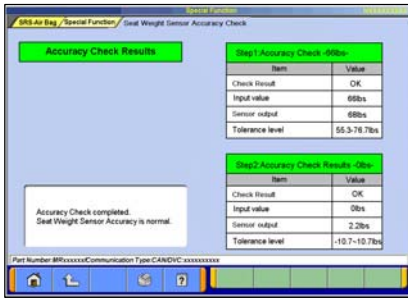 Special Function
SRS-Air Bag / Special Function / Seat Weight Sensor Accuracy Check
Accuracy Check Results
Step1:Accuracy Check -66lbs-
Item Value
Check Result OK
Input value 66lbs
Sensor output 68lbs
Tolerance level 55.3-76.7lbs
Step2:Accuracy Check Results -0lbs-
Item Value
Check Result OK
Input value 0lbs
Sensor output 2.2lbs
Tolerance level -10.7~10.7lbs
Accuracy Check completed.
Seat Weight Sensor Accuracy is normal.
Part Number:MRxxxxxx/Communication Type:CAN/DVC:xxxxxxxxxx
?